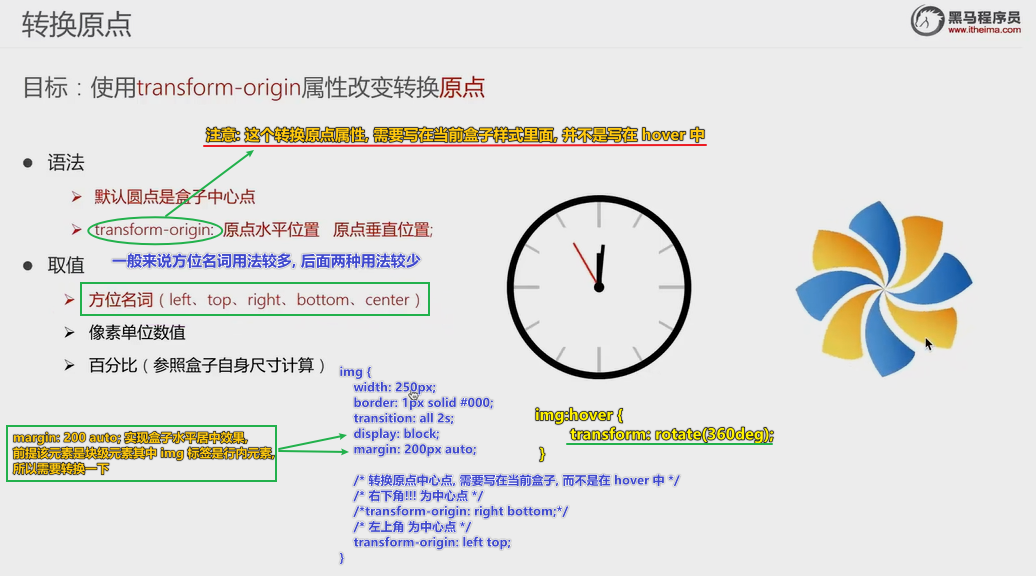 转换原点
黑马程序员
www.itheima.com
目标：使用transform-origin属性改变转换原点
注意: 这个转换原点属性, 需要写在当前盒子样式里面, 并不是写在 hover 中
语法
默认圆点是盒子中心点
transform-origin: 原点水平位置 原点垂直位置;
取值
一般来说方位名词用法较多, 后面两种用法较少
方位名词（left、top、right、bottom、center）
像素单位数值
百分比（参照盒子自身尺寸计算）
img {
width: 250px;
border: 1px solid #000;
transition: all 2s;
display: block;
margin: 200px auto;
/* 转换原点中心点, 需要写在当前盒子, 而不是在 hover 中 */
/* 右下角!!! 为中心点 */
/*transform-origin: right bottom;*/
/* 左上角 为中心点 */
transform-origin: left top;
}
img:hover {
transform: rotate(360deg);
}
margin: 200 auto; 实现盒子水平居中效果,
前提该元素是块级元素其中 img 标签是行内元素,
所以需要转换一下